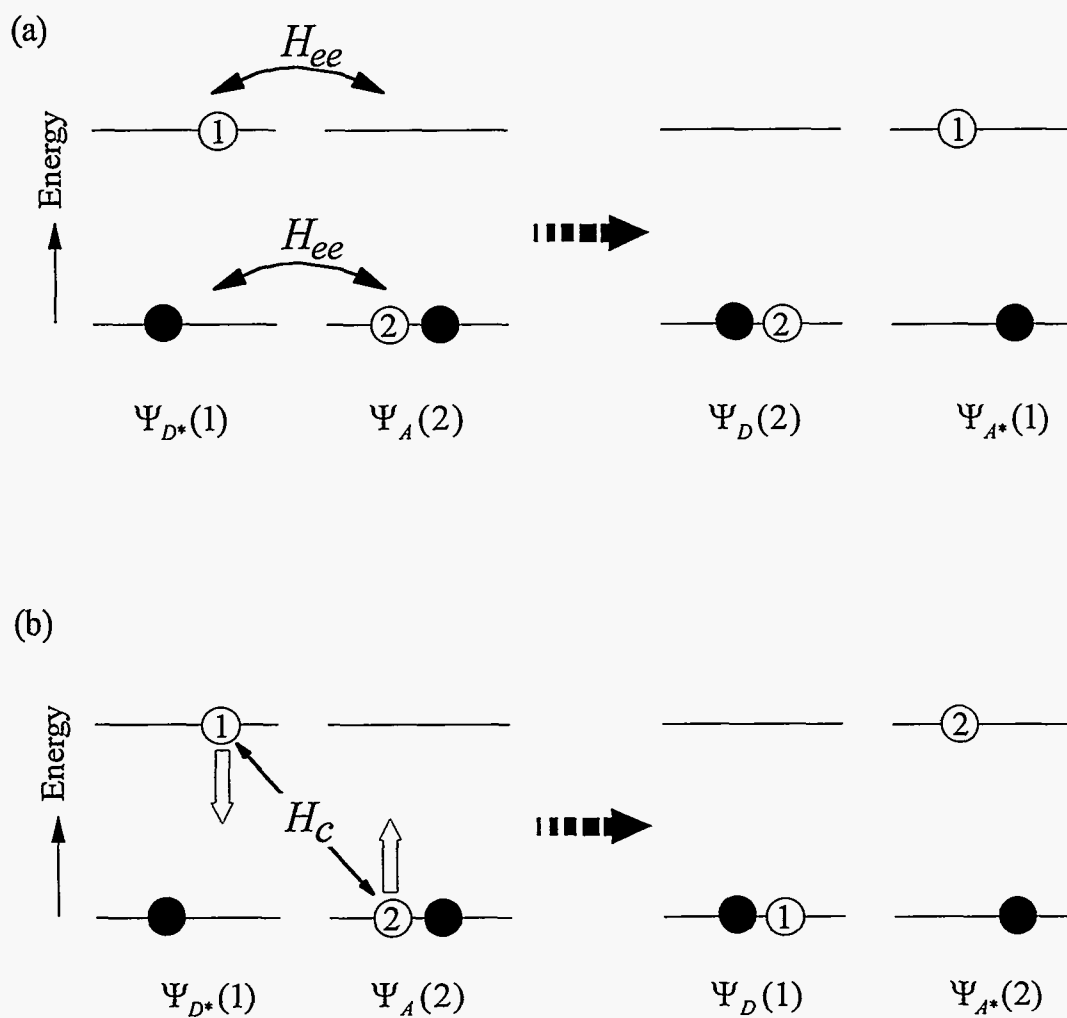 (a)
H_ee
① ①
Energy
H_ee
② ②
Ψ_D*(1) Ψ_A(2) Ψ_D(2) Ψ_A*(1)
(b)
① ②
Energy
H_C
② ①
Ψ_D*(1) Ψ_A(2) Ψ_D(1) Ψ_A*(2)